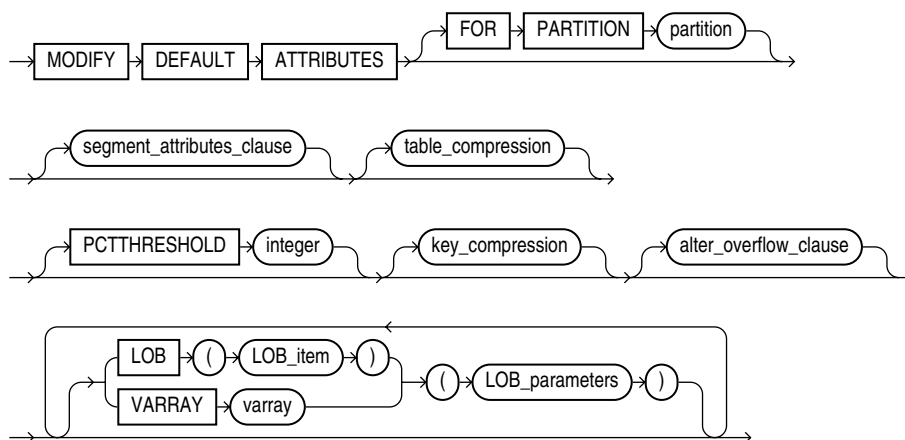 FOR PARTITION partition
MODIFY DEFAULT ATTRIBUTES
segment_attributes_clause table_compression
PCTTHRESHOLD integer key_compression alter_overflow_clause
LOB ( LOB_item )
( LOB_parameters )
VARRAY varray